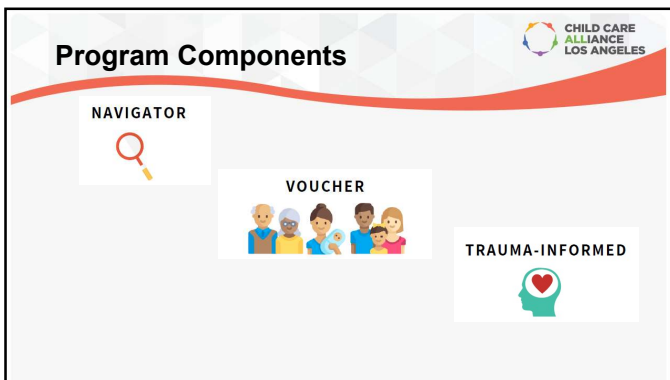 Program Components
CHILD CARE
ALLIANCE
LOS ANGELES
NAVIGATOR
VOUCHER
TRAUMA-INFORMED